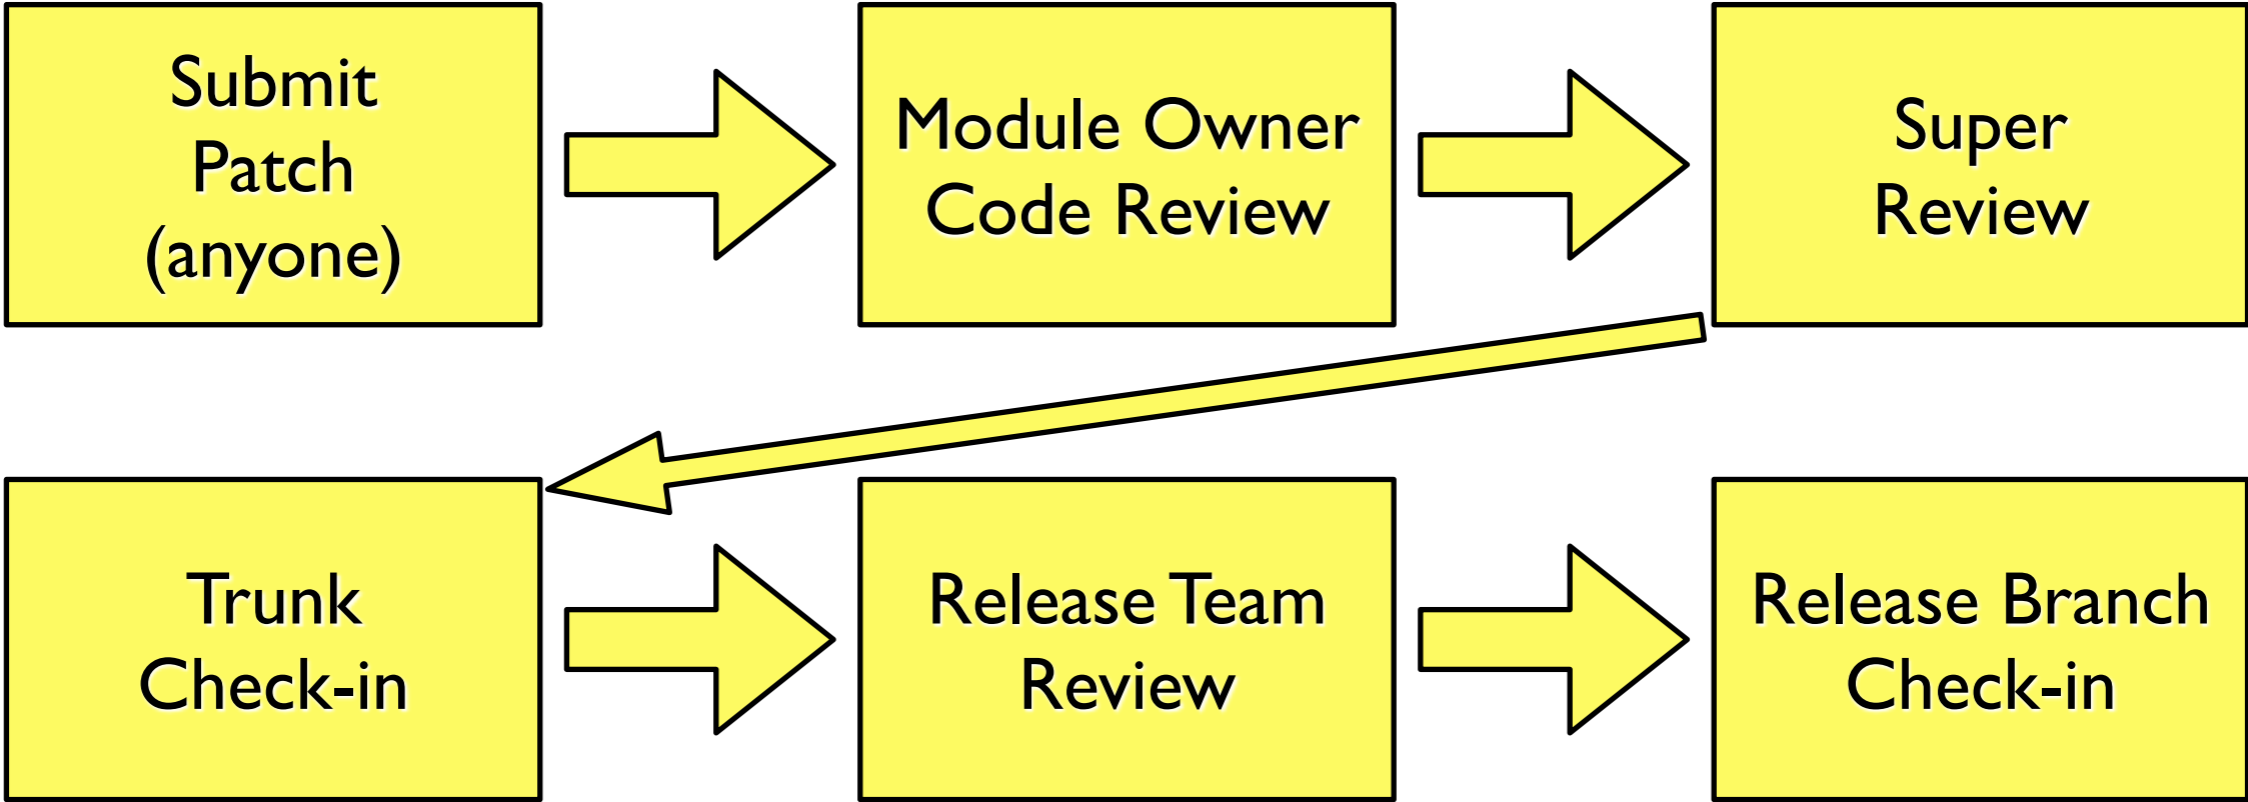 Submit
Patch
(anyone)
Module Owner
Code Review
Super
Review
Trunk
Check-in
Release Team
Review
Release Branch
Check-in